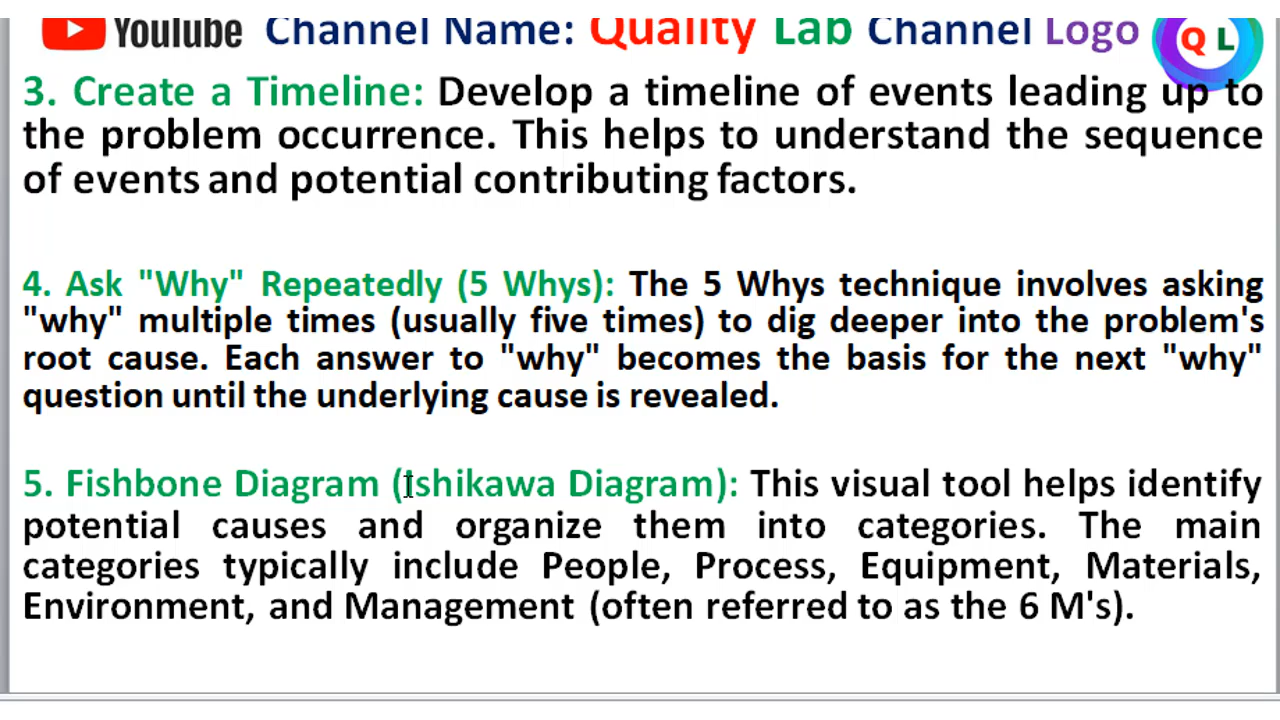 YouTube Channel Name: Quality Lab Channel Logo Q L
3. Create a Timeline: Develop a timeline of events leading up to
the problem occurrence. This helps to understand the sequence
of events and potential contributing factors.
4. Ask "Why" Repeatedly (5 Whys): The 5 Whys technique involves asking
"why" multiple times (usually five times) to dig deeper into the problem's
root cause. Each answer to "why" becomes the basis for the next "why"
question until the underlying cause is revealed.
5. Fishbone Diagram (Ishikawa Diagram): This visual tool helps identify
potential causes and organize them into categories. The main
categories typically include People, Process, Equipment, Materials,
Environment, and Management (often referred to as the 6 M's).